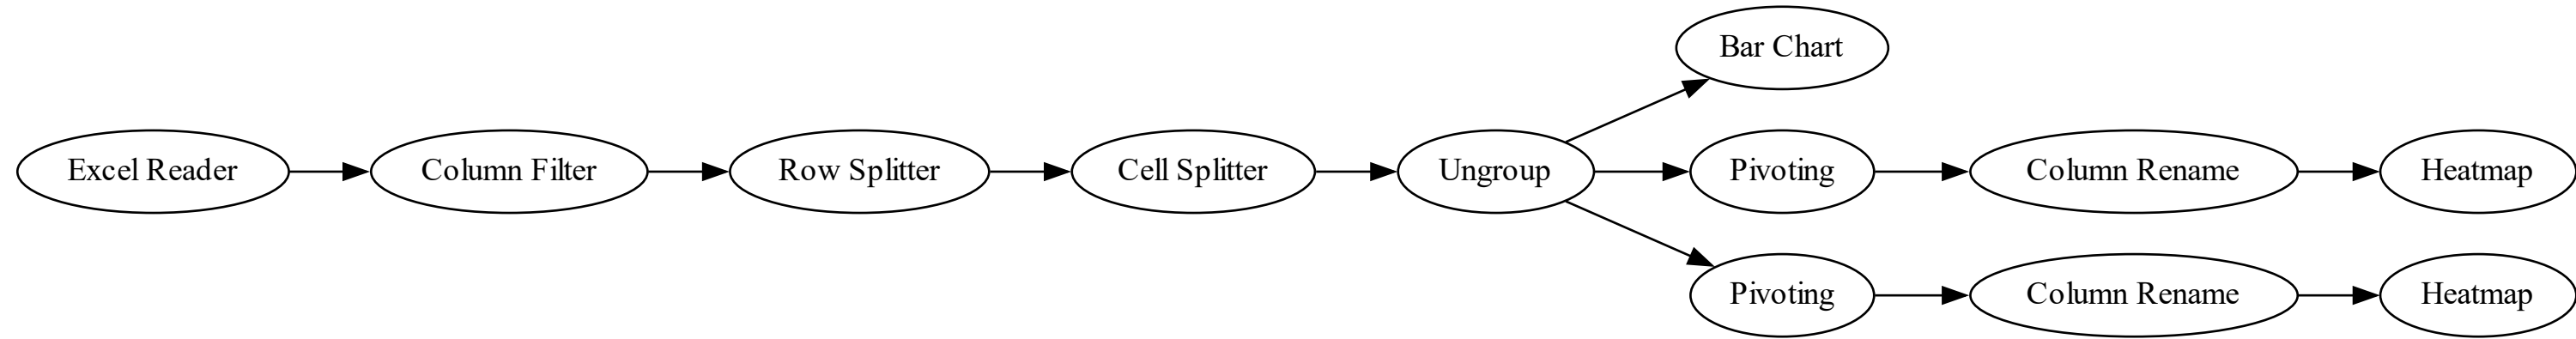 Bar Chart
Excel Reader
Column Filter
Row Splitter
Cell Splitter
Ungroup
Pivoting
Column Rename
Heatmap
Pivoting
Column Rename
Heatmap